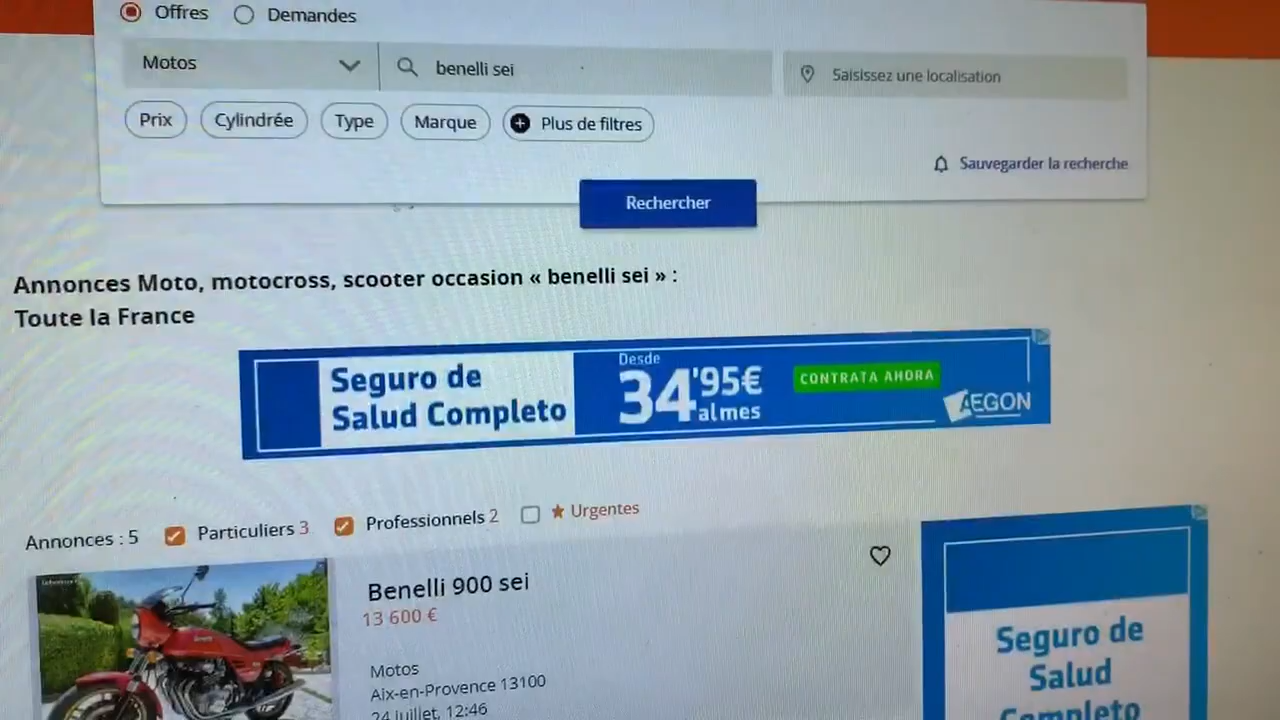 Offres
Demandes
Motos
benelli sei
Saisissez une localisation
Prix
Cylindrée
Type
Marque
Plus de filtres
Sauvegarder la recherche
Rechercher
Annonces Moto, motocross, scooter occasion « benelli sei » :
Toute la France
Seguro de
Salud Completo
Desde
34'95€
al mes
CONTRATA AHORA
AEGON
Annonces : 5
Particuliers 3
Professionnels 2
Urgentes
Benelli 900 sei
13 600 €
Motos
Aix-en-Provence 13100
24 juillet, 12:46
Seguro de
Salud
Completo